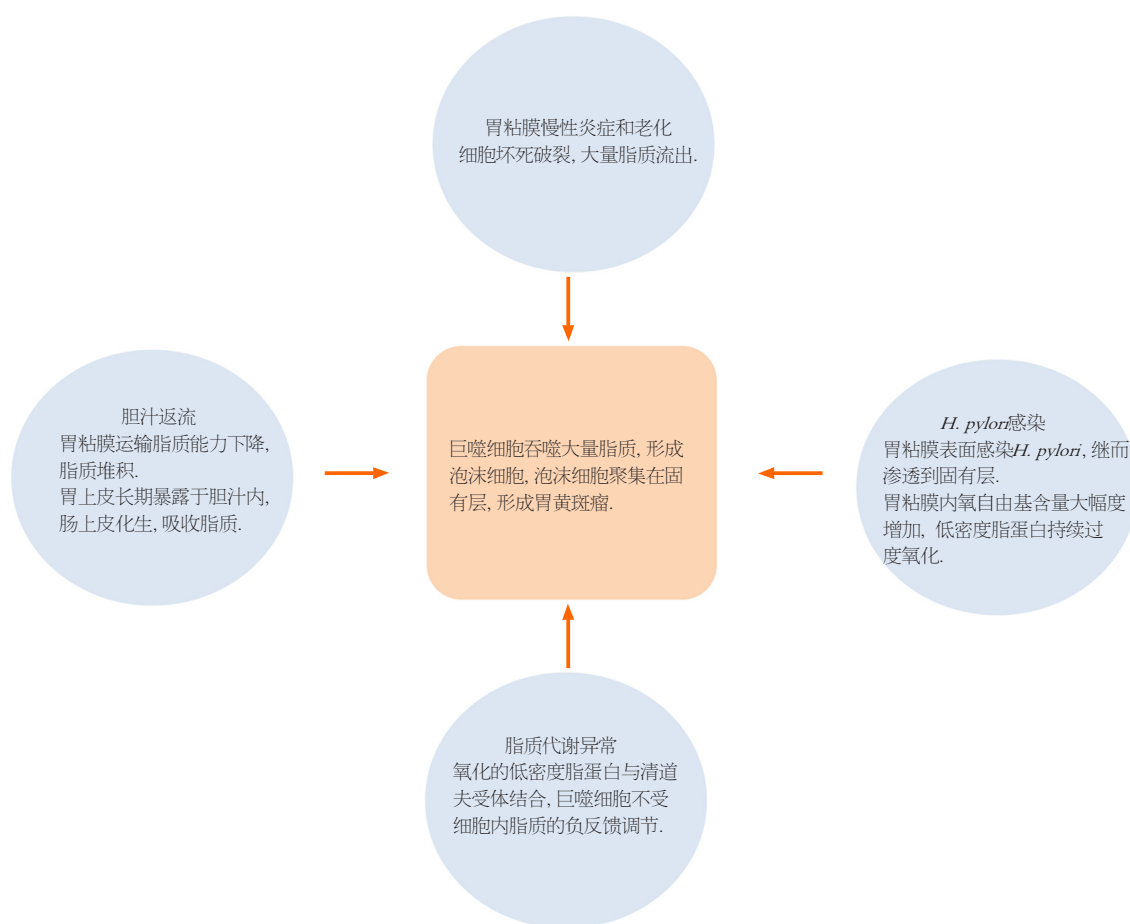 胃粘膜慢性炎症和老化
细胞坏死破裂, 大量脂质流出.
胆汁返流
胃粘膜运输脂质能力下降,
脂质堆积.
胃上皮长期暴露于胆汁内,
肠上皮化生, 吸收脂质.
巨噬细胞吞噬大量脂质, 形成
泡沫细胞, 泡沫细胞聚集在固
有层, 形成胃黄斑瘤.
H. pylori感染
胃粘膜表面感染H. pylori, 继而
渗透到固有层.
胃粘膜内氧自由基含量大幅度
增加, 低密度脂蛋白持续过
度氧化.
脂质代谢异常
氧化的低密度脂蛋白与清道
夫受体结合, 巨噬细胞不受
细胞内脂质的负反馈调节.